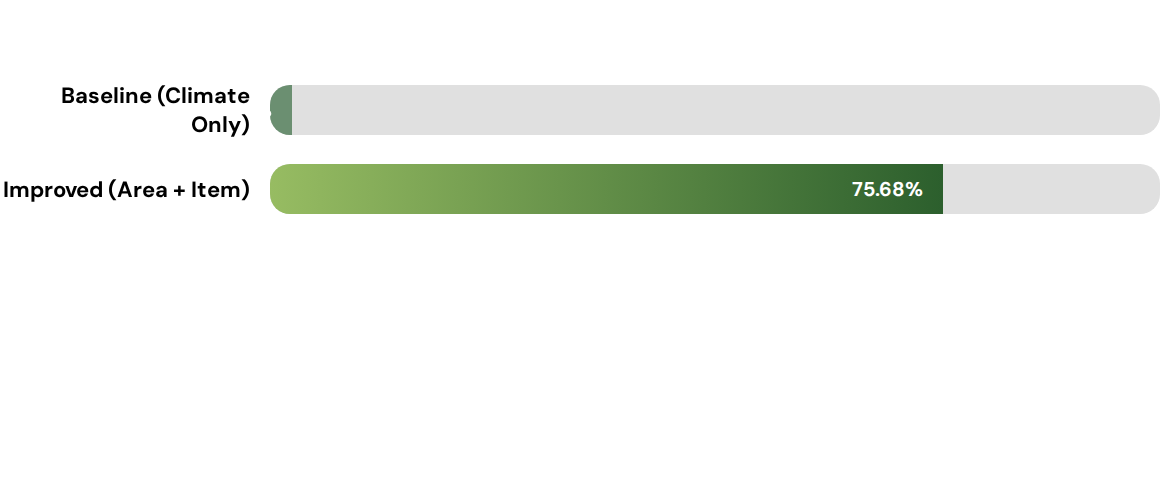 Baseline (Climate
Only)
Improved (Area + Item)
75.68%